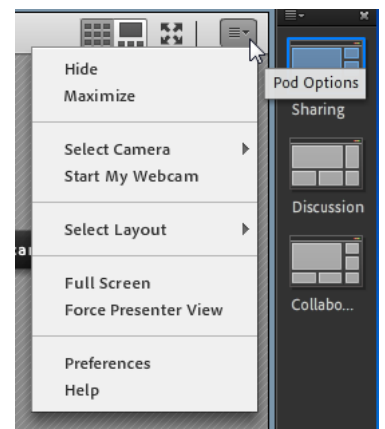 Hide
Maximize
Select Camera
Start My Webcam
Select Layout
Full Screen
Force Presenter View
Preferences
Help
Pod Options
Sharing
Discussion
Collabo...